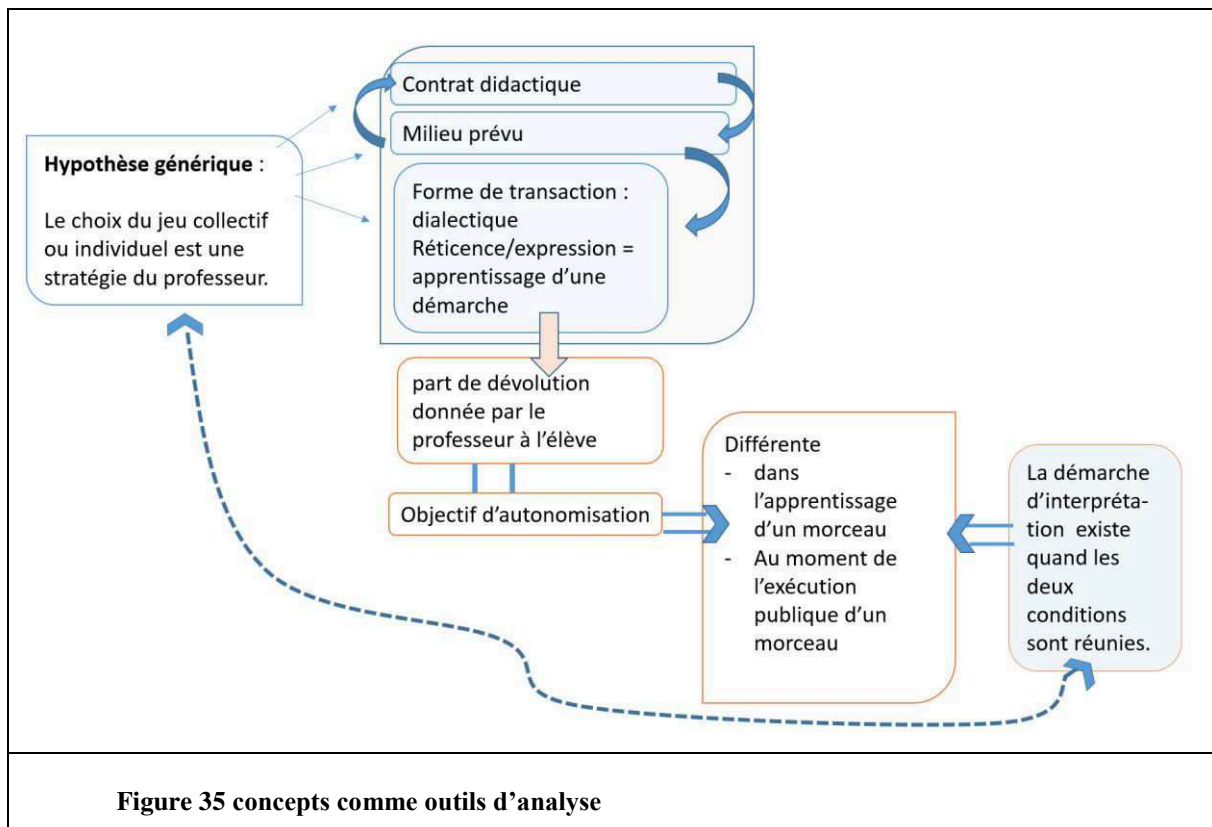 Contrat didactique
Milieu prévu
Hypothèse générique :
Le choix du jeu collectif
ou individuel est une
stratégie du professeur.
Forme de transaction :
dialectique
Réticence/expression =
apprentissage d’une
démarche
part de dévolution
donnée par le
professeur à l’élève
Objectif d’autonomisation
Différente
- dans
l’apprentissage
d’un morceau
- Au moment de
l’exécution
publique d’un
morceau
La démarche
d’interpréta-
tion existe
quand les
deux
conditions
sont réunies.
Figure 35 concepts comme outils d’analyse